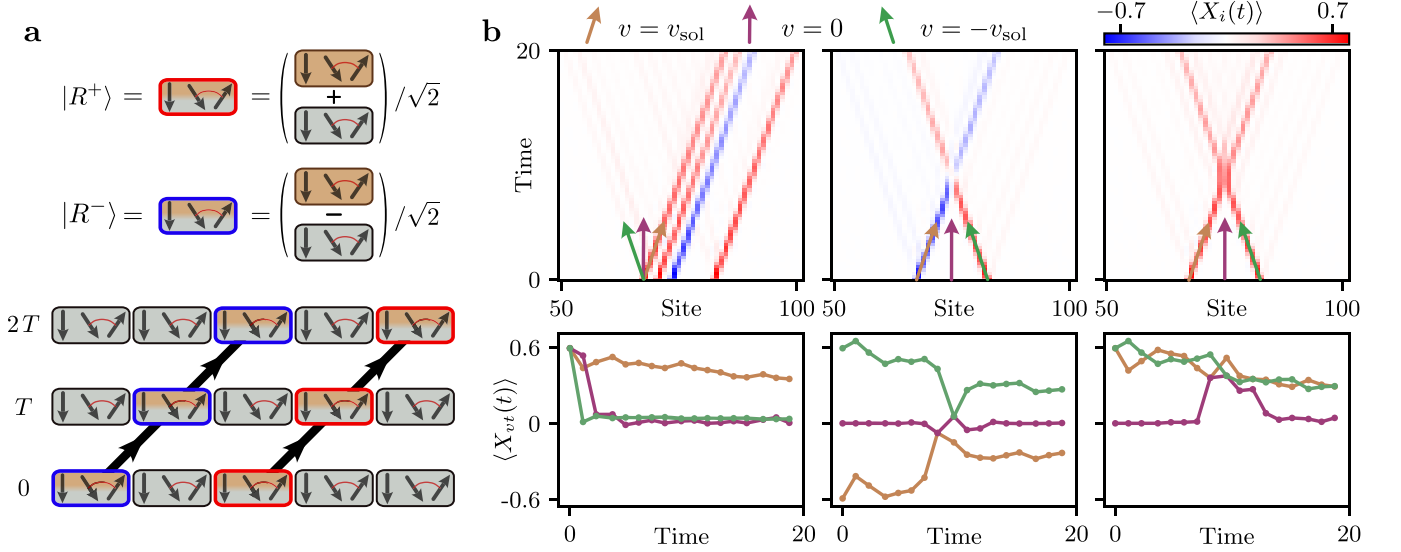 a
|R⁺⟩ = = ( + ) /√2
|R⁻⟩ = = ( − ) /√2
2T
T
0
b
v = v_sol
v = 0
v = −v_sol
⟨X_i(t)⟩
−0.7 0.7
Time
20
0
50 Site 100
50 Site 100
50 Site 100
⟨X_vt(t)⟩
0.6
0
-0.6
0 Time 20
0 Time 20
0 Time 20